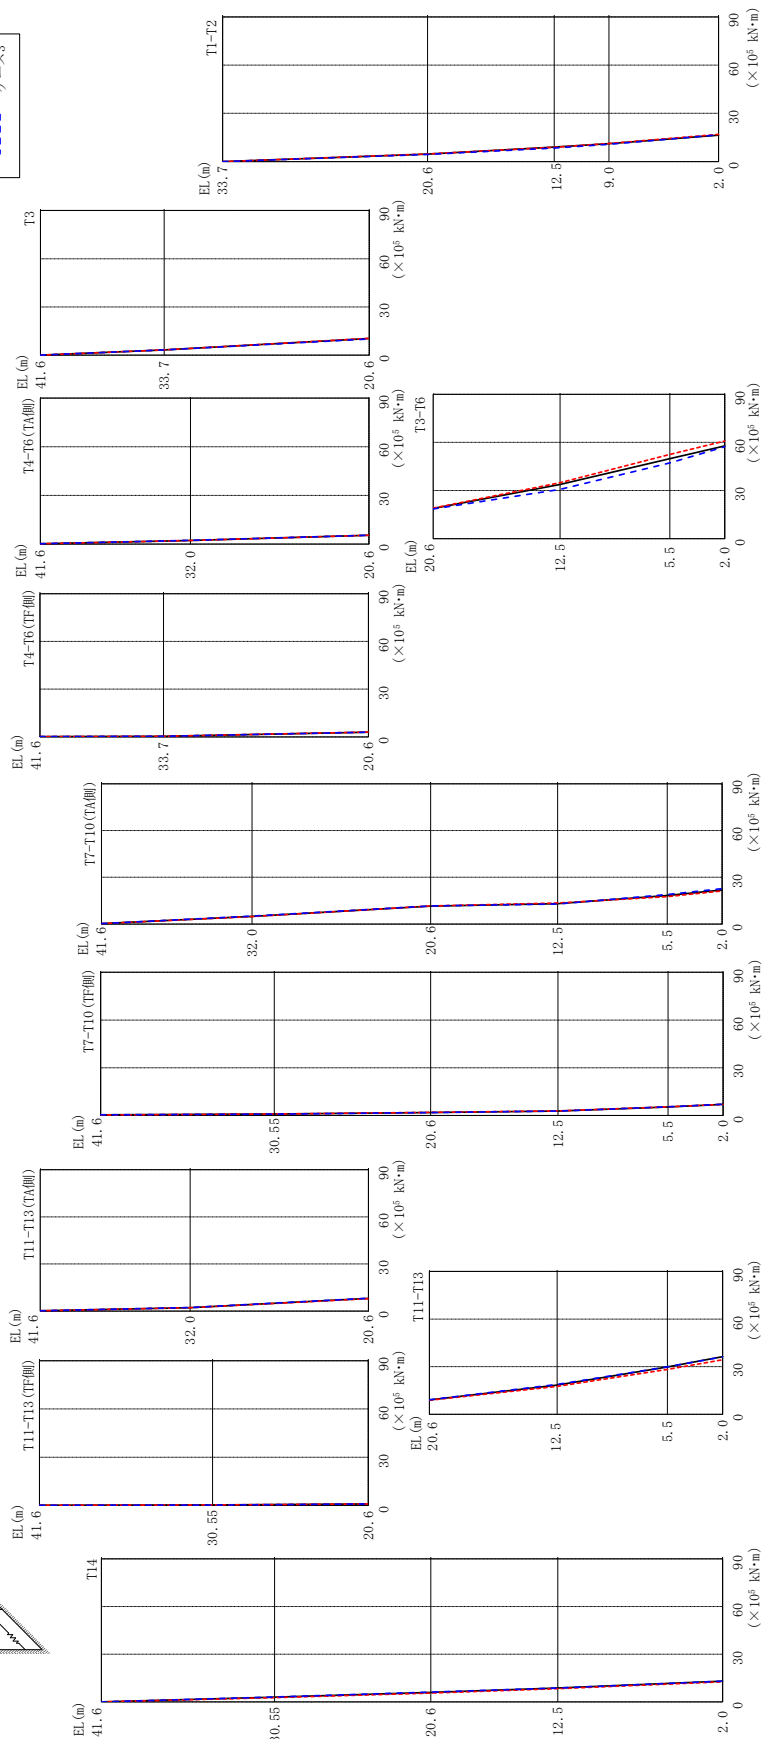 ケース3
T1-T2
EL(m)
33.7
20.6
12.5
9.0
2.0
0
30
60
90
(×10⁵ kN·m)
T3
EL(m)
41.6
33.7
20.6
0
30
60
90
(×10⁵ kN·m)
T4-T6(TA側)
EL(m)
41.6
32.0
20.6
0
30
60
90
(×10⁵ kN·m)
T3-T6
EL(m)
20.6
12.5
5.5
2.0
0
30
60
90
(×10⁵ kN·m)
T4-T6(TF側)
EL(m)
41.6
33.7
20.6
0
30
60
90
(×10⁵ kN·m)
T7-T10(TA側)
EL(m)
41.6
32.0
20.6
12.5
5.5
2.0
0
30
60
90
(×10⁵ kN·m)
T7-T10(TF側)
EL(m)
41.6
30.55
20.6
12.5
5.5
2.0
0
30
60
90
(×10⁵ kN·m)
T11-T13(TA側)
EL(m)
41.6
32.0
20.6
0
30
60
90
(×10⁵ kN·m)
T11-T13
EL(m)
20.6
12.5
5.5
2.0
0
30
60
90
(×10⁵ kN·m)
T11-T13(TF側)
EL(m)
41.6
30.55
20.6
0
30
60
90
(×10⁵ kN·m)
T14
EL(m)
41.6
30.55
20.6
12.5
2.0
0
30
60
90
(×10⁵ kN·m)